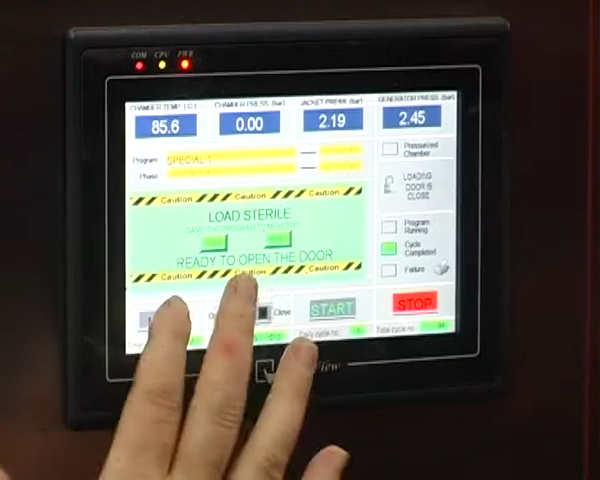 COM CPU PWR
CHAMBER TEMP. (C) CHAMBER PRESS. (bar) JACKET PRESS. (bar) GENERATOR PRESS. (bar)
85.6 0.00 2.19 2.45
Program SPECIAL 1
Phase
Pressurized Chamber
LOADING DOOR IS CLOSE
Caution Caution Caution
LOAD STERILE
SAVE THE PROGRAM TO MEMORY?
READY TO OPEN THE DOOR
Caution Caution Caution
Program Running
Cycle Completed
Failure
Close
START
STOP
Daily cycle no.
Total cycle no.
View